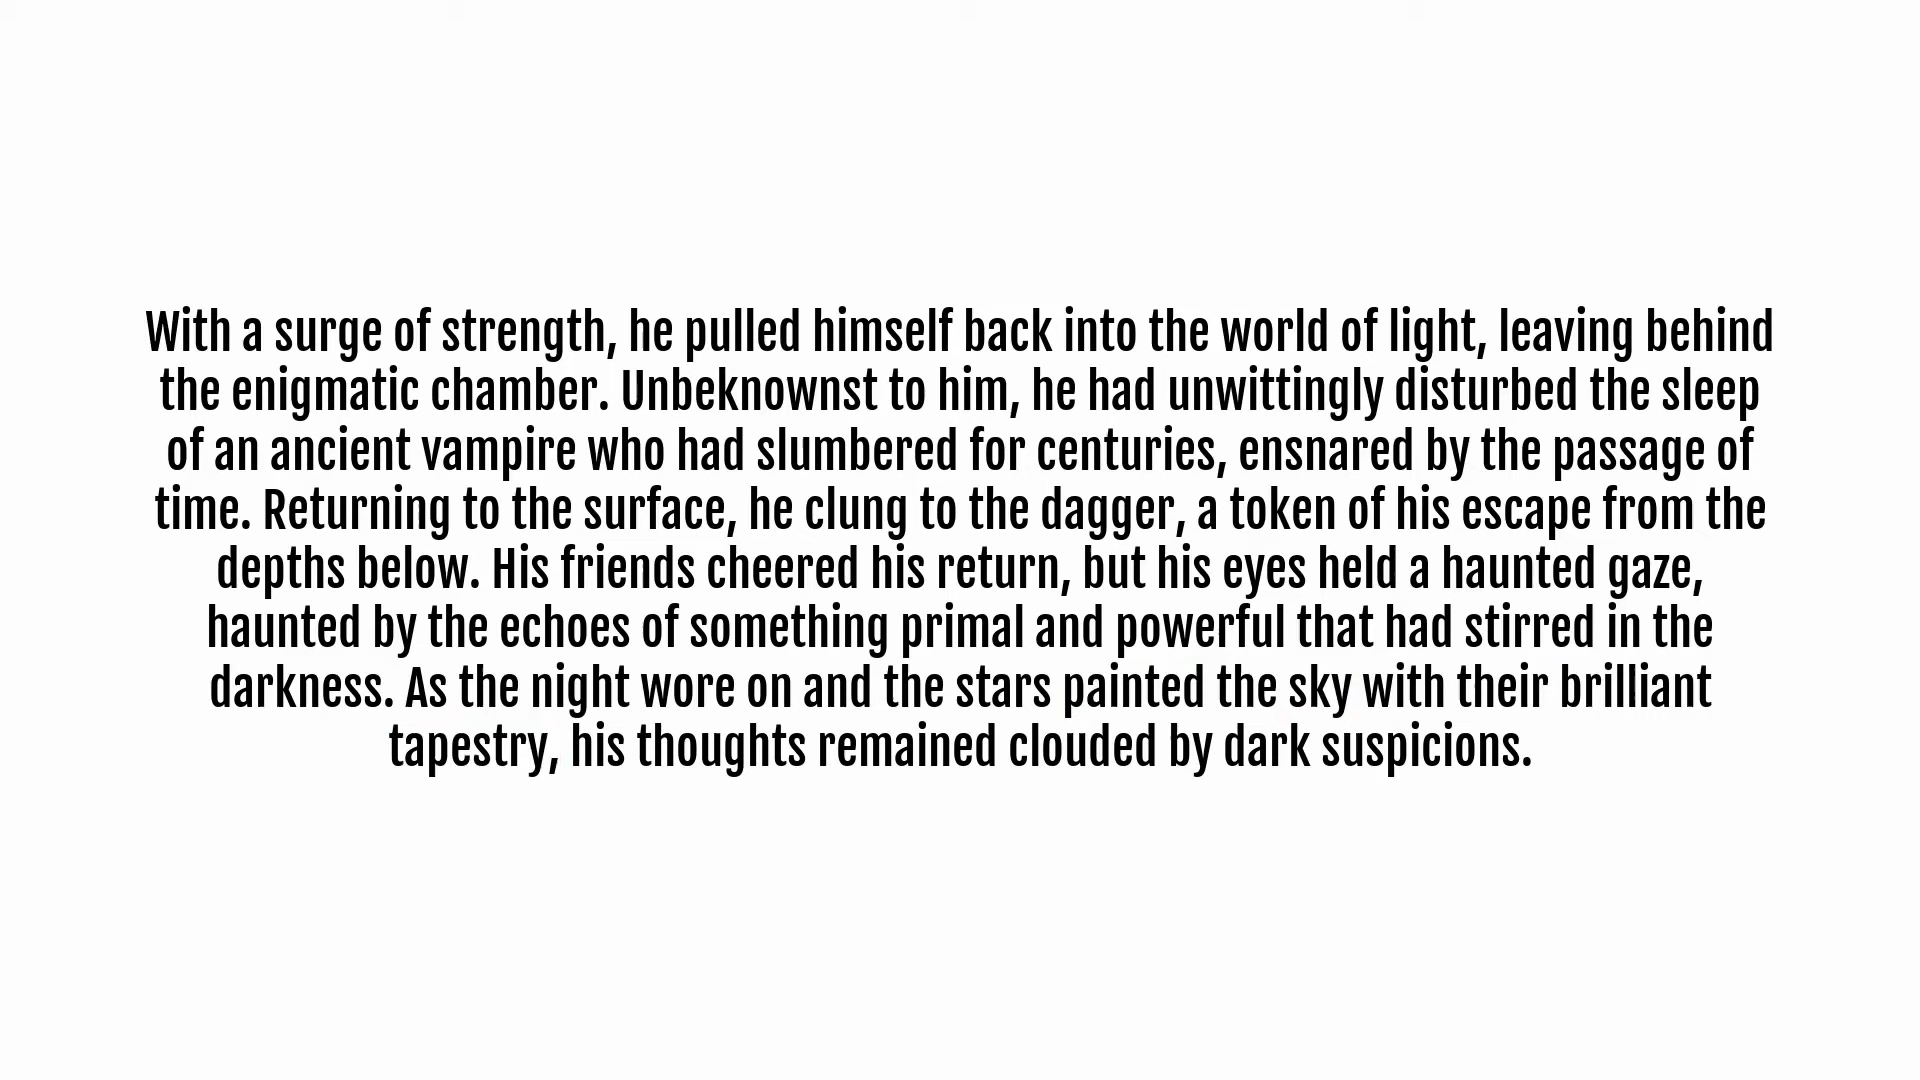 With a surge of strength, he pulled himself back into the world of light, leaving behind
the enigmatic chamber. Unbeknownst to him, he had unwittingly disturbed the sleep
of an ancient vampire who had slumbered for centuries, ensnared by the passage of
time. Returning to the surface, he clung to the dagger, a token of his escape from the
depths below. His friends cheered his return, but his eyes held a haunted gaze,
haunted by the echoes of something primal and powerful that had stirred in the
darkness. As the night wore on and the stars painted the sky with their brilliant
tapestry, his thoughts remained clouded by dark suspicions.